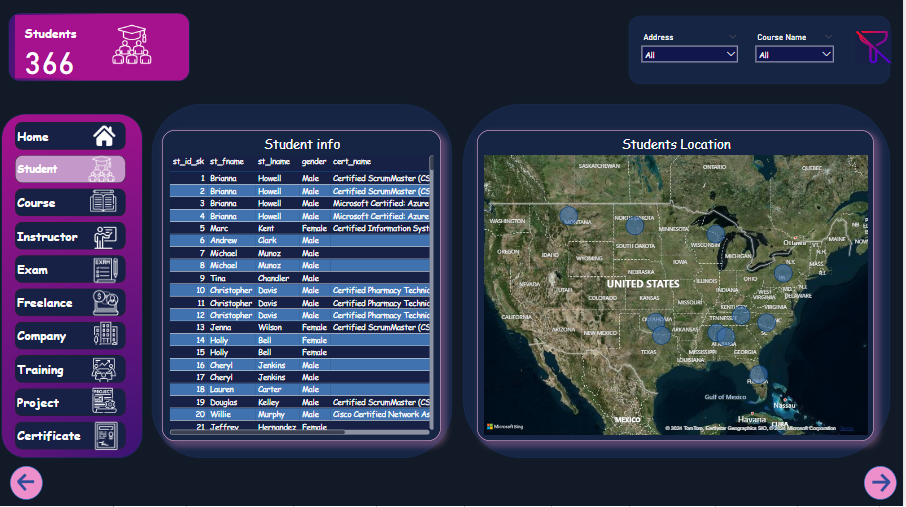 Students
366
Address
Course Name
All
All
Home
Student
Course
Instructor
Exam
Freelance
Company
Training
Project
Certificate
Student info
st_id_sk st_fname st_lname gender cert_name
1 Brianna Howell Male Certified ScrumMaster (CS
2 Brianna Howell Male Certified ScrumMaster (CS
3 Brianna Howell Male Microsoft Certified: Azure
4 Brianna Howell Male Microsoft Certified: Azure
5 Marc Kent Female Certified Information Syst
6 Andrew Clark Male
7 Michael Munoz Male
8 Michael Munoz Male
9 Tina Chandler Male
10 Christopher Davis Male Certified Pharmacy Technic
11 Christopher Davis Male Certified Pharmacy Technic
12 Christopher Davis Male Certified Pharmacy Technic
13 Jenna Wilson Female Certified ScrumMaster (CS
14 Holly Bell Female
15 Holly Bell Female
16 Cheryl Jenkins Male
17 Cheryl Jenkins Male
18 Lauren Carter Male
19 Douglas Kelley Male Certified ScrumMaster (CS
20 Willie Murphy Male Cisco Certified Network As
21 Jeffrey Hernandez Female
Students Location
SASKATCHEWAN
ONTARIO
QUEBEC
WASHINGTON
MONTANA
NORTH DAKOTA
MINNESOTA
WISCONSIN
Ottawa
MAINE
OREGON
IDAHO
SOUTH DAKOTA
MICHIGAN
N.Y.
MASS.
WYOMING
IOWA
NEBRASKA
ILLINOIS
OHIO
NEVADA
UTAH
UNITED STATES
INDIANA
WEST VIRGINIA
DELAWARE
COLORADO
KANSAS
MISSOURI
KENTUCKY
VIRGINIA
CALIFORNIA
ARIZONA
NEW MEXICO
OKLAHOMA
ARKANSAS
TENNESSEE
TEXAS
MISSISSIPPI
ALABAMA
GEORGIA
LOUISIANA
FLORIDA
Gulf of Mexico
Nassau
MEXICO
Havana
CUBA
Microsoft Bing
© 2024 TomTom, Earthstar Geographics SIO, © 2024 Microsoft Corporation Terms